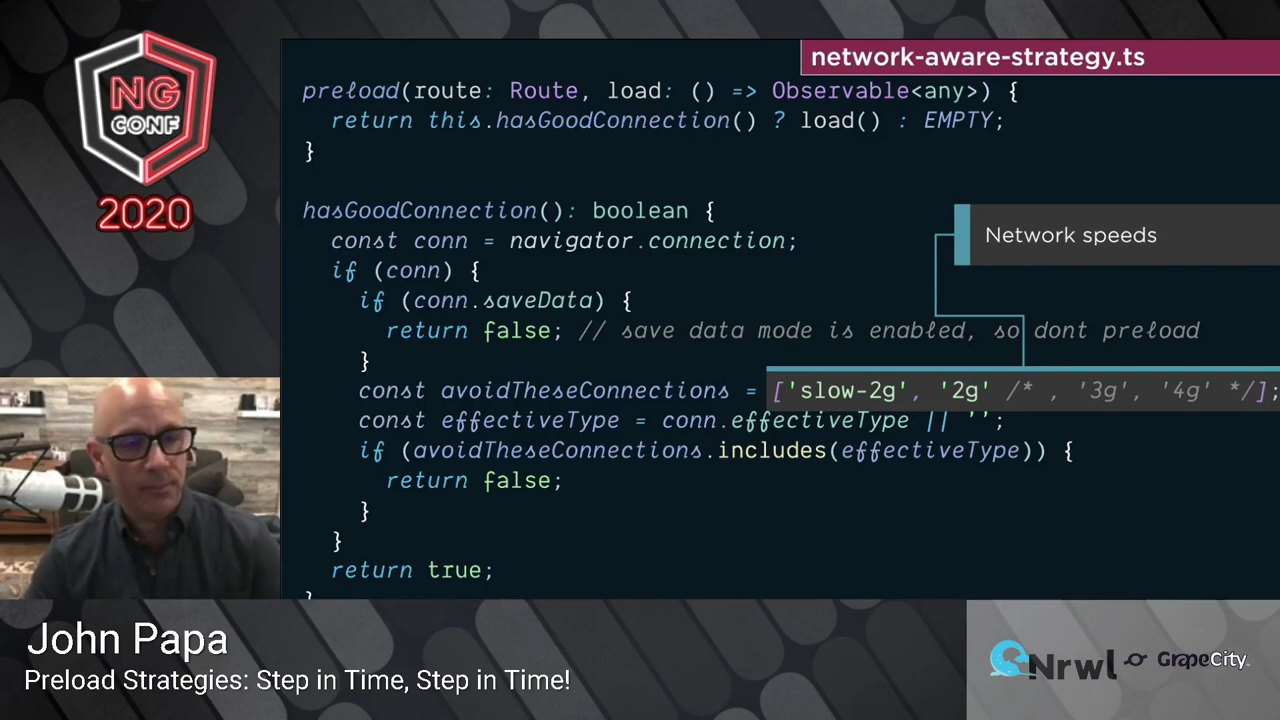 NG
CONF
2020
network-aware-strategy.ts
preload(route: Route, load: () => Observable<any>) {
return this.hasGoodConnection() ? load() : EMPTY;
}
hasGoodConnection(): boolean {
const conn = navigator.connection;
if (conn) {
if (conn.saveData) {
return false; // save data mode is enabled, so dont preload
}
const avoidTheseConnections = ['slow-2g', '2g' /* , '3g', '4g' */];
const effectiveType = conn.effectiveType || '';
if (avoidTheseConnections.includes(effectiveType)) {
return false;
}
}
return true;
}
Network speeds
John Papa
Preload Strategies: Step in Time, Step in Time!
Nrwl
GrapeCity